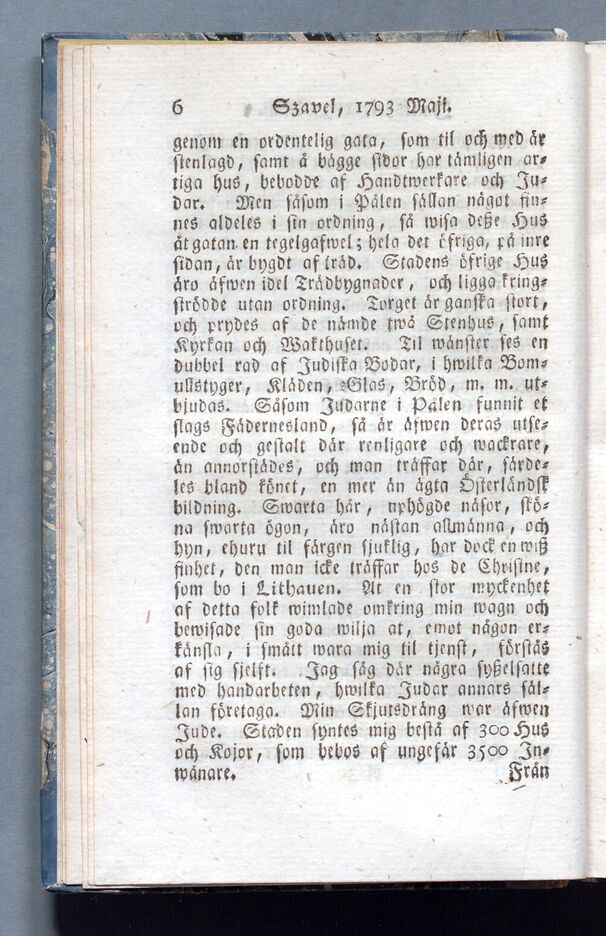 6 Szavel, 1793 Maji.
genom en ordentelig gata, som til och med är
stenlagd, samt å bägge sidor har tämligen ar-
tiga hus, bebodde af Handtwerkare och Ju-
dar. Men såsom i Pålen sällan något fin-
nes aldeles i sin ordning, så wisa deße Hus
åt gatan en tegelgafwel; hela det öfriga, på inre
sidan, är bygdt af träd. Stadens öfrige Hus
äro äfwen idel Trädbygnader, och ligga kring-
strödde utan ordning. Torget är ganska stort,
och prydes af de nämde twå Stenhus, samt
Kyrkan och Wakthuset. Til wänster ses en
dubbel rad af Judiska Bodar, i hwilka Bom-
ullstyger, Kläden, Glas, Bröd, m. m. ut-
bjudas. Såsom Judarne i Pålen funnit et
slags Fädernesland, så är äfwen deras utse-
ende och gestalt där renligare och wackrare,
än annorstädes, och man träffar där, särde-
les bland könet, en mer än ägta Österländsk
bildning. Swarta här, uphögde näsor, skö-
na swarta ögon, äro nästan allmänna, och
hyn, ehuru til färgen sjuklig, har dock en wiß
finhet, den man icke träffar hos de Christne,
som bo i Lithauen. At en stor myckenhet
af detta folk wimlade omkring min wagn och
bewisade sin goda wilja at, emot någon er-
känsla, i smått wara mig til tjenst, förstås
af sig sjelft. Jag såg där några syßelsatte
med handarbeten, hwilka Judar annars säl-
lan företaga. Min Skjutsdräng war äfwen
Jude. Staden syntes mig bestå af 300 Hus
och Kojor, som bebos af ungefär 3500 In-
wånare.
Från